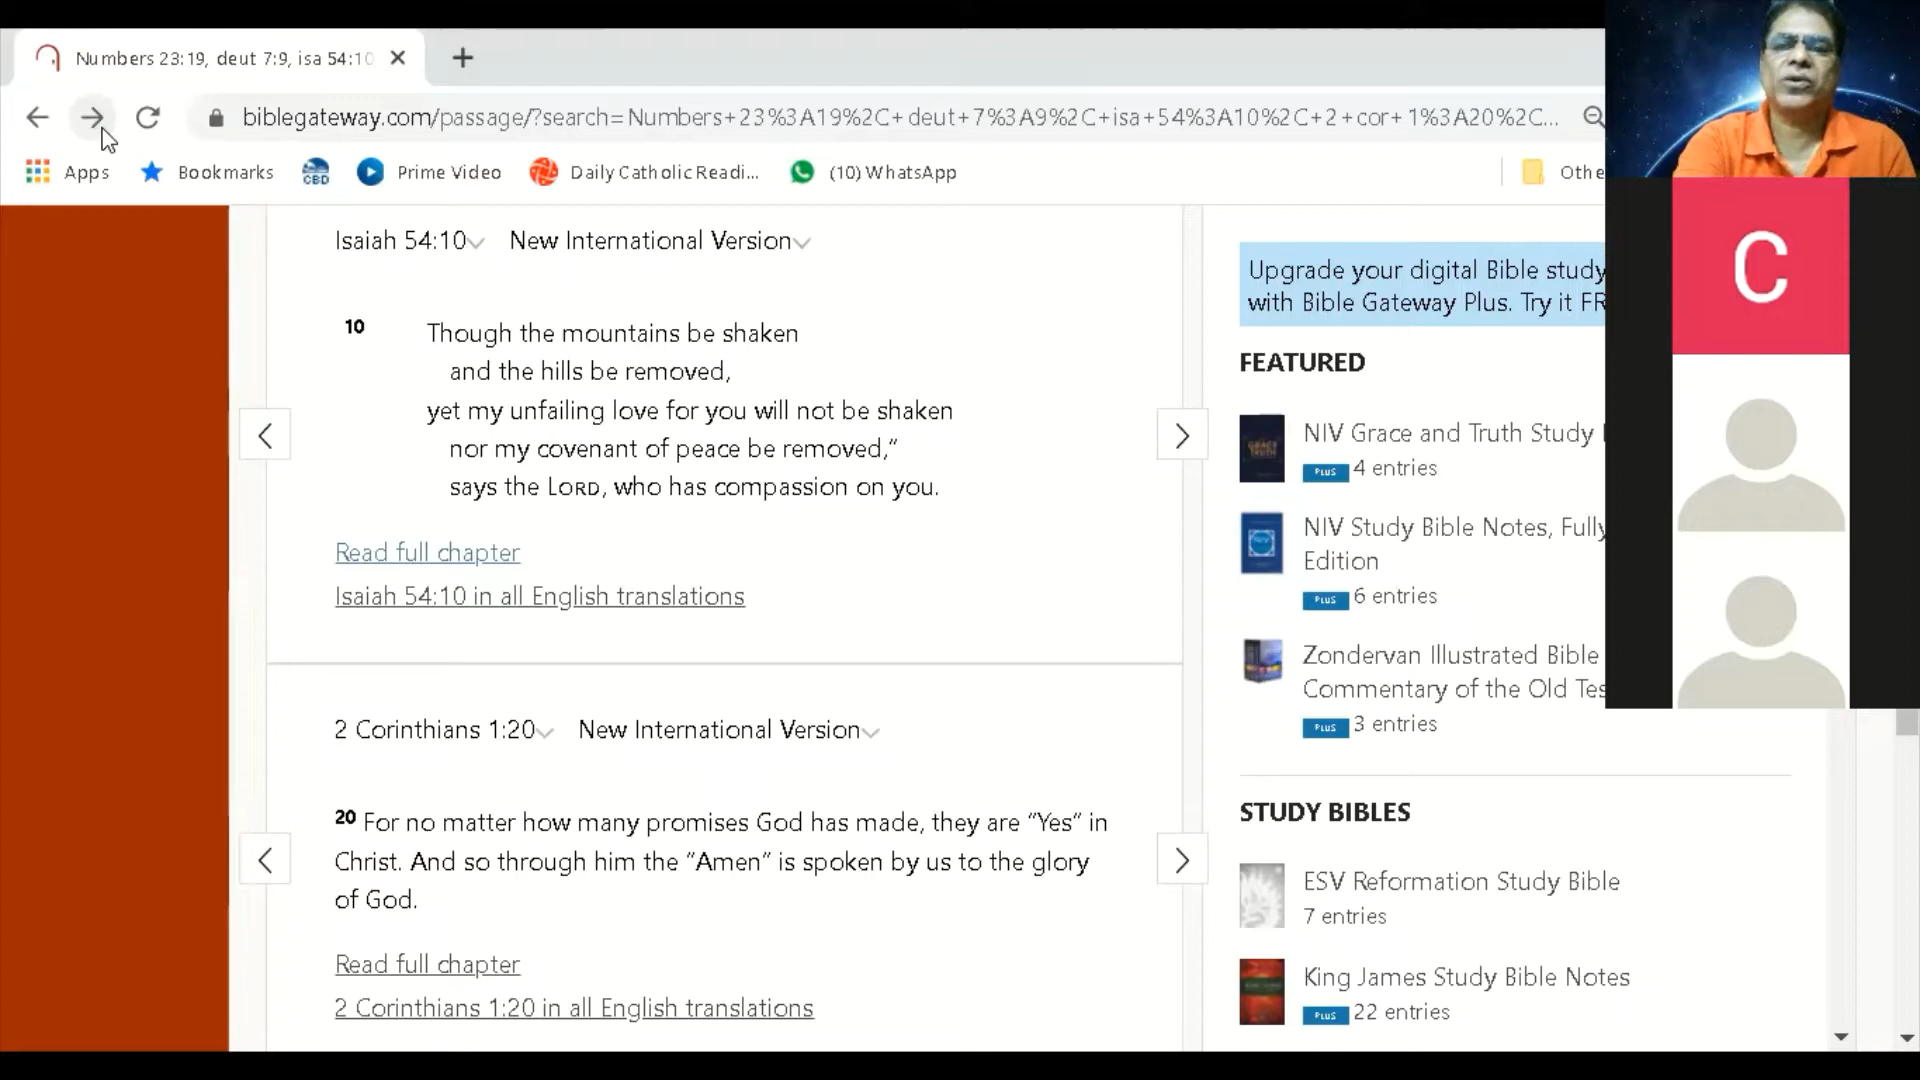 Numbers 23:19, deut 7:9, isa 54:10
biblegateway.com/passage/?search=Numbers+23%3A19%2C+deut+7%3A9%2C+isa+54%3A10%2C+2+cor+1%3A20%2C...
Apps
Bookmarks
CBD
Prime Video
Daily Catholic Readi...
(10) WhatsApp
Othe
Isaiah 54:10 New International Version
10 Though the mountains be shaken
and the hills be removed,
yet my unfailing love for you will not be shaken
nor my covenant of peace be removed,”
says the LORD, who has compassion on you.
Read full chapter
Isaiah 54:10 in all English translations
2 Corinthians 1:20 New International Version
20 For no matter how many promises God has made, they are “Yes” in
Christ. And so through him the “Amen” is spoken by us to the glory
of God.
Read full chapter
2 Corinthians 1:20 in all English translations
Upgrade your digital Bible study
with Bible Gateway Plus. Try it FR
FEATURED
NIV Grace and Truth Study
PLUS 4 entries
NIV Study Bible Notes, Fully
Edition
PLUS 6 entries
Zondervan Illustrated Bible
Commentary of the Old Tes
PLUS 3 entries
STUDY BIBLES
ESV Reformation Study Bible
7 entries
King James Study Bible Notes
PLUS 22 entries
C